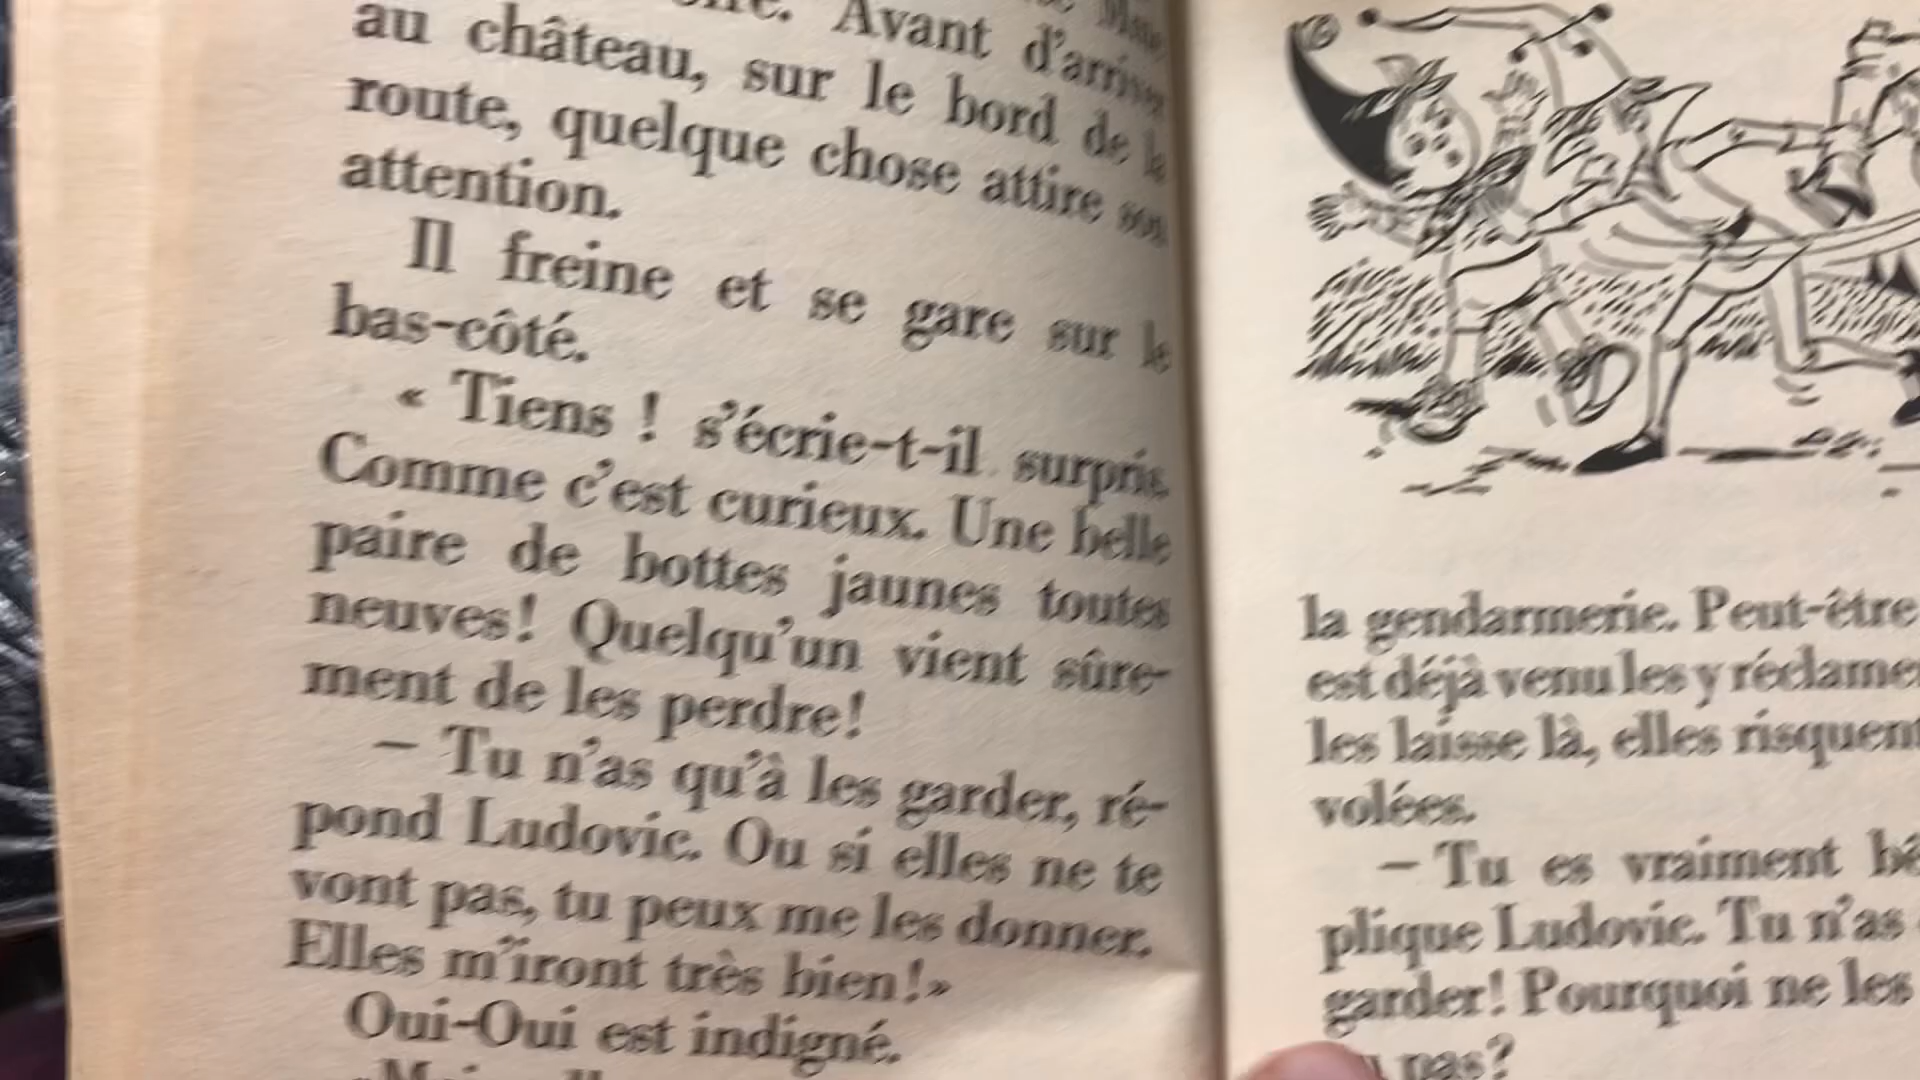 Avant d'arriver
au château, sur le bord de la
route, quelque chose attire son
attention.
Il freine et se gare sur le
bas-côté.
« Tiens ! s'écrie-t-il surpris.
Comme c'est curieux. Une belle
paire de bottes jaunes toutes
neuves! Quelqu'un vient sûre-
ment de les perdre!
– Tu n'as qu'à les garder, ré-
pond Ludovic. Ou si elles ne te
vont pas, tu peux me les donner.
Elles m'iront très bien!»
Oui-Oui est indigné.
la gendarmerie. Peut-être
est déjà venu les y réclamer
les laisse là, elles risquent
volées.
– Tu es vraiment
plique Ludovic. Tu n'as
garder! Pourquoi ne les
pas?